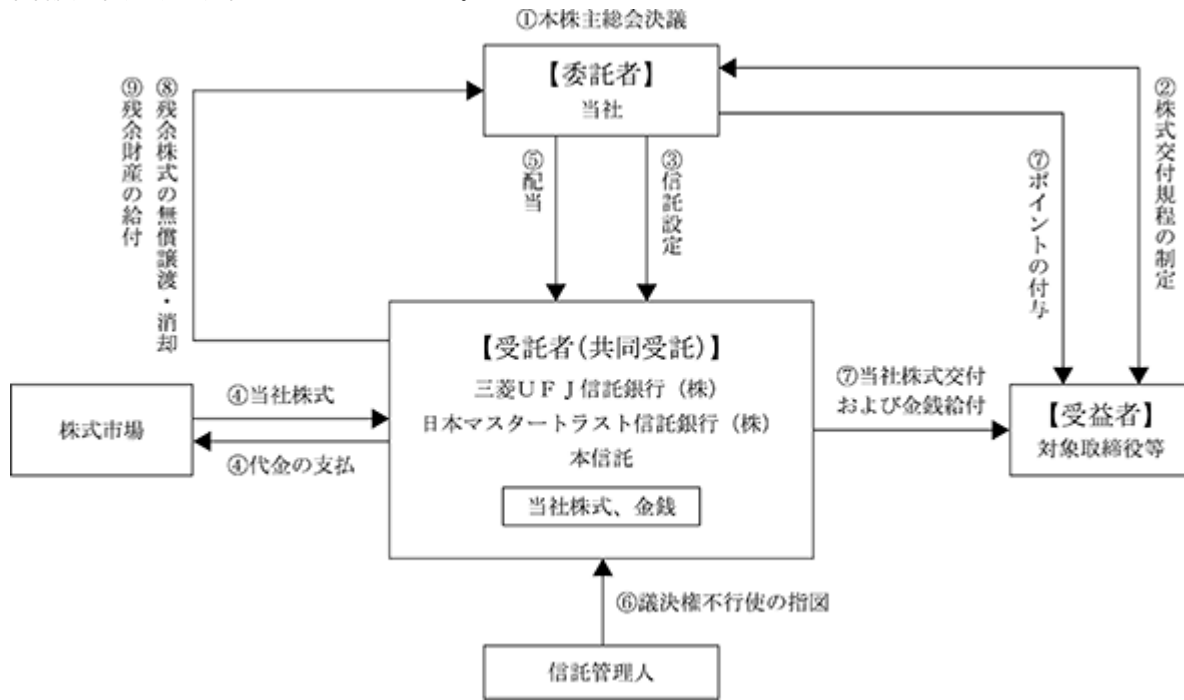 ①本株主総会決議
【委託者】
当社
⑨残余財産の給付
⑧残余株式の無償譲渡・消却
⑤配当
③信託設定
⑦ポイントの付与
②株式交付規程の制定
【受託者(共同受託)】
三菱UFJ信託銀行(株)
日本マスタートラスト信託銀行(株)
本信託
当社株式、金銭
株式市場
④当社株式
④代金の支払
⑦当社株式交付
および金銭給付
【受益者】
対象取締役等
⑥議決権不行使の指図
信託管理人